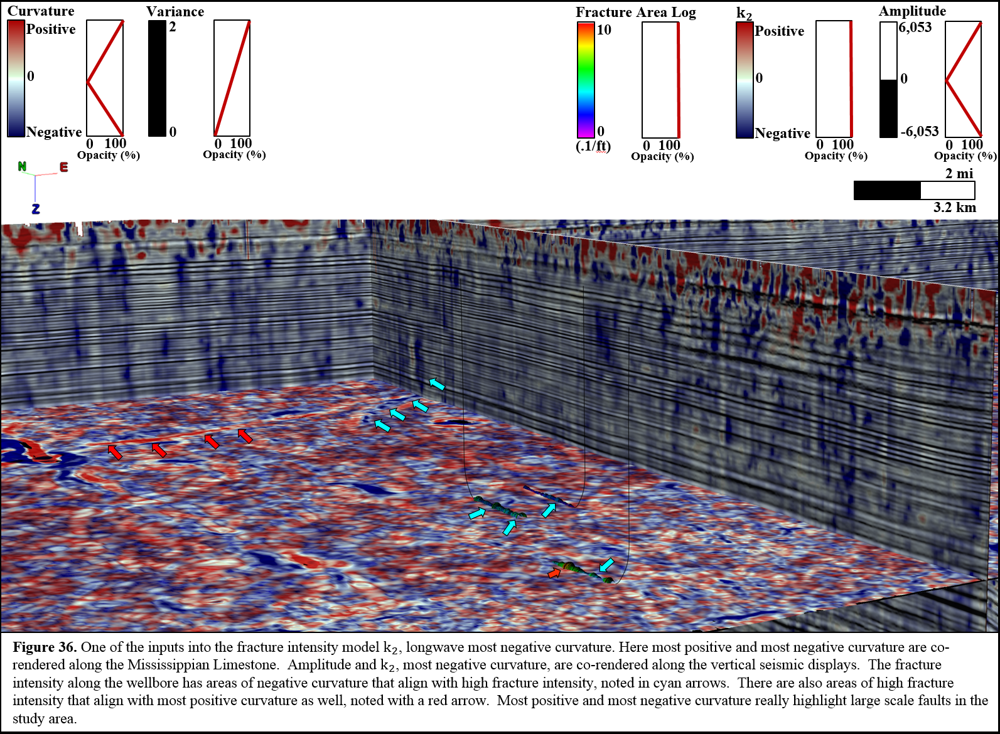 Curvature
Positive
0
Negative
0 100
Opacity (%)
Variance
2
0
0 100
Opacity (%)
Fracture Area Log
10
0
(.1/ft)
0 100
Opacity (%)
k₂
Positive
0
Negative
0 100
Opacity (%)
Amplitude
6,053
0
-6,053
0 100
Opacity (%)
N
E
Z
2 mi
3.2 km
Figure 36. One of the inputs into the fracture intensity model k₂, longwave most negative curvature. Here most positive and most negative curvature are co-
rendered along the Mississippian Limestone. Amplitude and k₂, most negative curvature, are co-rendered along the vertical seismic displays. The fracture
intensity along the wellbore has areas of negative curvature that align with high fracture intensity, noted in cyan arrows. There are also areas of high fracture
intensity that align with most positive curvature as well, noted with a red arrow. Most positive and most negative curvature really highlight large scale faults in the
study area.